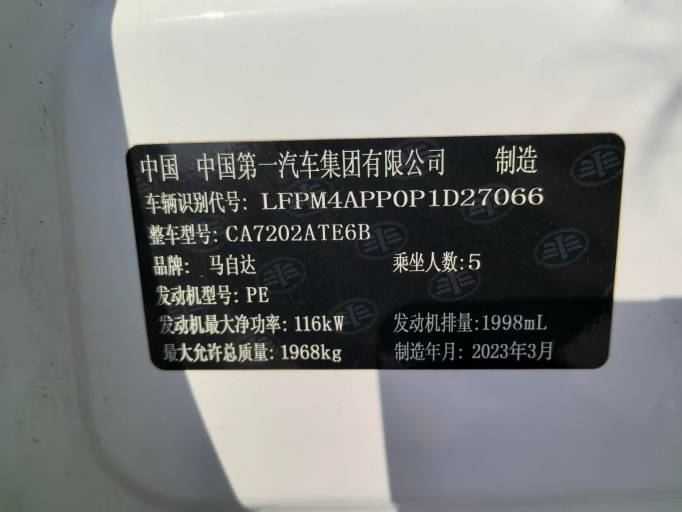 中国 中国第一汽车集团有限公司 制造
车辆识别代号: LFPM4APP0P1D27066
整车型号: CA7202ATE6B
品牌: 马自达 乘坐人数:5
发动机型号: PE
发动机最大净功率: 116kW 发动机排量:1998mL
最大允许总质量: 1968kg 制造年月: 2023年3月